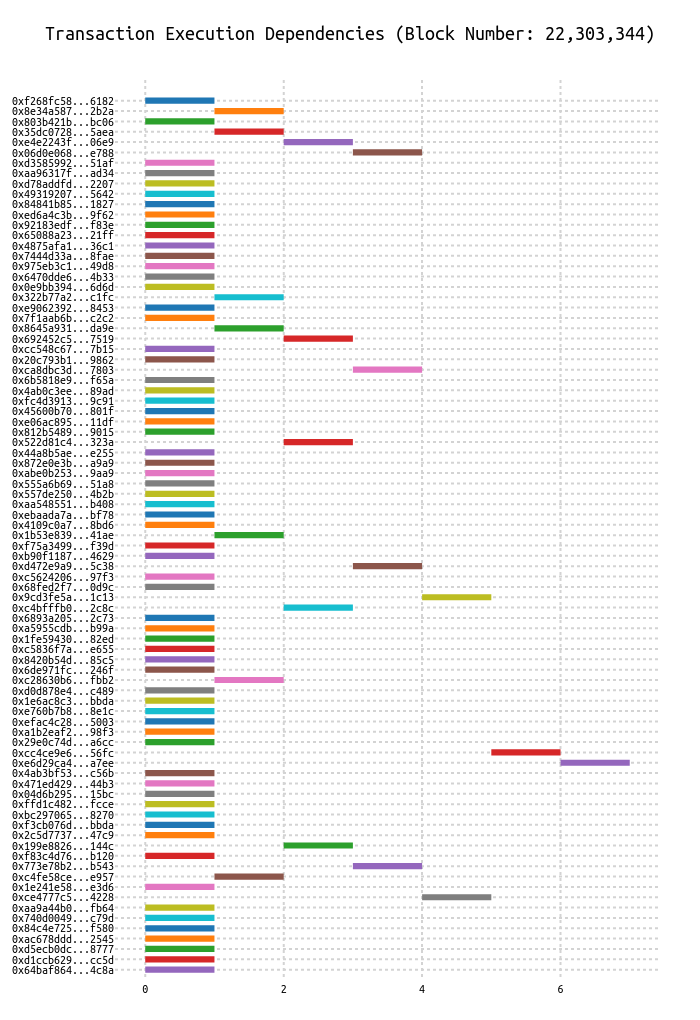 Transaction Execution Dependencies (Block Number: 22,303,344)
0xf268fc58...6182
0x8e34a587...2b2a
0x803b421b...bc06
0x35dc0728...5aea
0xe4e2243f...06e9
0x06d0e068...e788
0xd3585992...51af
0xaa96317f...ad34
0xd78addfd...2207
0x49319207...5642
0x84841b85...1827
0xed6a4c3b...9f62
0x92183edf...f83e
0x65088a23...21ff
0x4875afa1...36c1
0x7444d33a...8fae
0x975eb3c1...49d8
0x6470dde6...4b33
0x0e9bb394...6d6d
0x322b77a2...c1fc
0xe9062392...8453
0x7f1aab6b...c2c2
0x8645a931...da9e
0x692452c5...7519
0xcc548c67...7b15
0x20c793b1...9862
0xca8dbc3d...7803
0x6b5818e9...f65a
0x4ab0c3ee...89ad
0xfc4d3913...9c91
0x45600b70...801f
0xe06ac895...11df
0x812b5489...9015
0x522d81c4...323a
0x44a8b5ae...e255
0x872e0e3b...a9a9
0xabe0b253...9aa9
0x555a6b69...51a8
0x557de250...4b2b
0xaa548551...b408
0xebaada7a...bf78
0x4109c0a7...8bd6
0x1b53e839...41ae
0xf75a3499...f39d
0xb90f1187...4629
0xd472e9a9...5c38
0xc5624206...97f3
0x68fed2f7...0d9c
0x9cd3fe5a...1c13
0xc4bfffb0...2c8c
0x6893a205...2c73
0xa5955cdb...b99a
0x1fe59430...82ed
0xc5836f7a...e655
0x8420b54d...85c5
0x6de971fc...246f
0xc28630b6...fbb2
0xd0d878e4...c489
0x1e6ac8c3...bbda
0xe760b7b8...8e1c
0xefac4c28...5003
0xa1b2eaf2...98f3
0x29e0c74d...a6cc
0xcc4ce9e6...56fc
0xe6d29ca4...a7ee
0x4ab3bf53...c56b
0x471ed429...44b3
0x04d6b295...15bc
0xffd1c482...fcce
0xbc297065...8270
0xf3cb076d...bbda
0x2c5d7737...47c9
0x199e8826...144c
0xf83c4d76...b120
0x773e78b2...b543
0xc4fe58ce...e957
0x1e241e58...e3d6
0xce4777c5...4228
0xaa9a44b0...fb64
0x740d0049...c79d
0x84c4e725...f580
0xac678ddd...2545
0xd5ecb0dc...8777
0xd1ccb629...cc5d
0x64baf864...4c8a
0 2 4 6